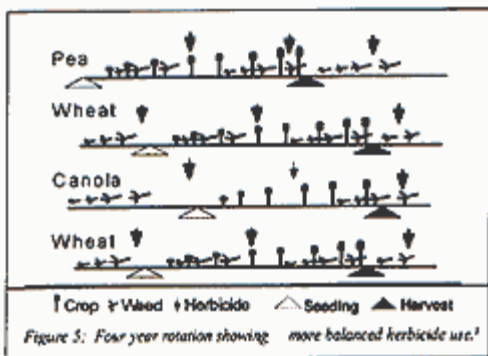 Pea
Wheat
Canola
Wheat
Crop Weed Herbicide Seeding Harvest
Figure 5: Four year rotation showing more balanced herbicide use.¹